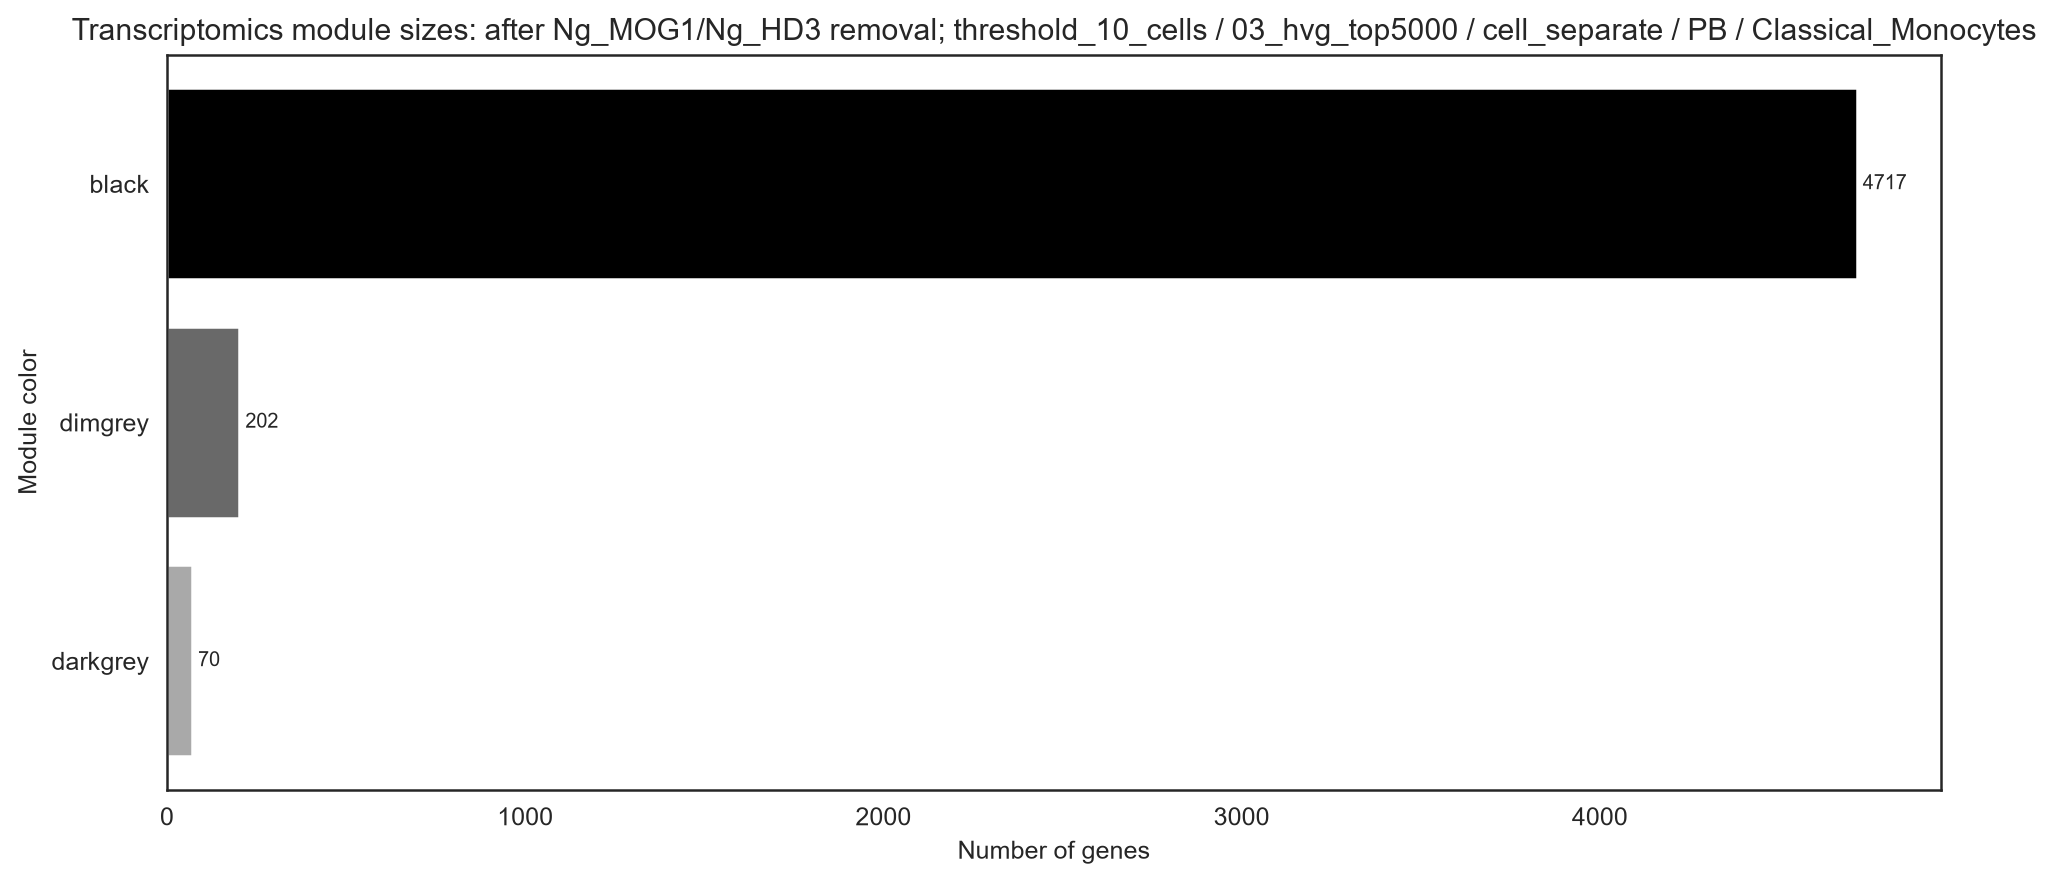 Transcriptomics module sizes: after Ng_MOG1/Ng_HD3 removal; threshold_10_cells / 03_hvg_top5000 / cell_separate / PB / Classical_Monocytes
black
4717
Module color
dimgrey
202
darkgrey
70
0 1000 2000 3000 4000
Number of genes